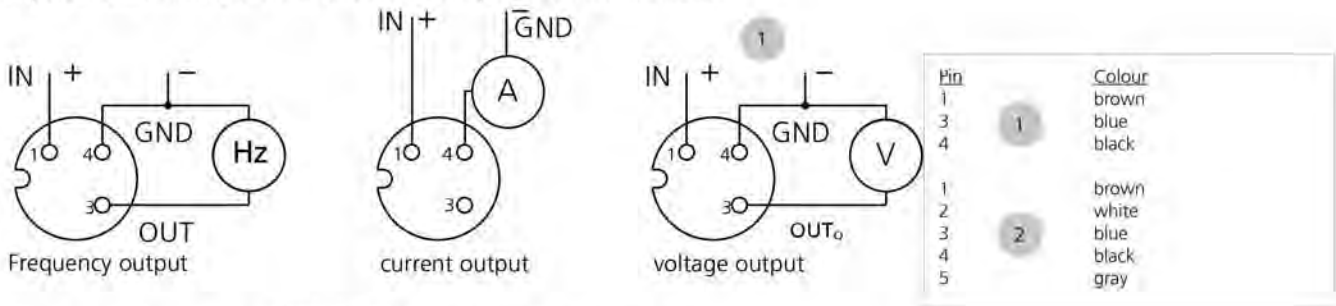 IN + −
GND
1 4
Hz
3
OUT
Frequency output
IN + − GND
A
1 4
3
current output
1
IN + −
GND
1 4
V
3
OUT₀
voltage output
Pin Colour
1 brown
3 1 blue
4 black
1 brown
2 white
3 2 blue
4 black
5 gray